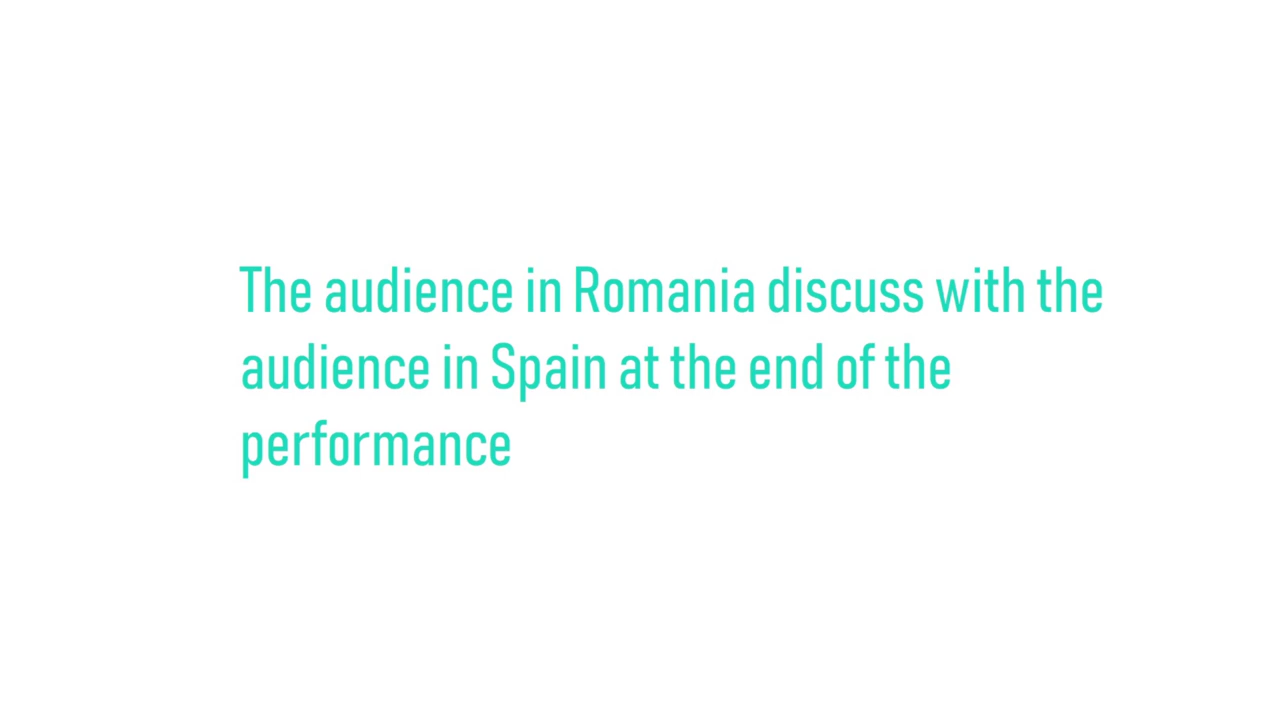 The audience in Romania discuss with the
audience in Spain at the end of the
performance